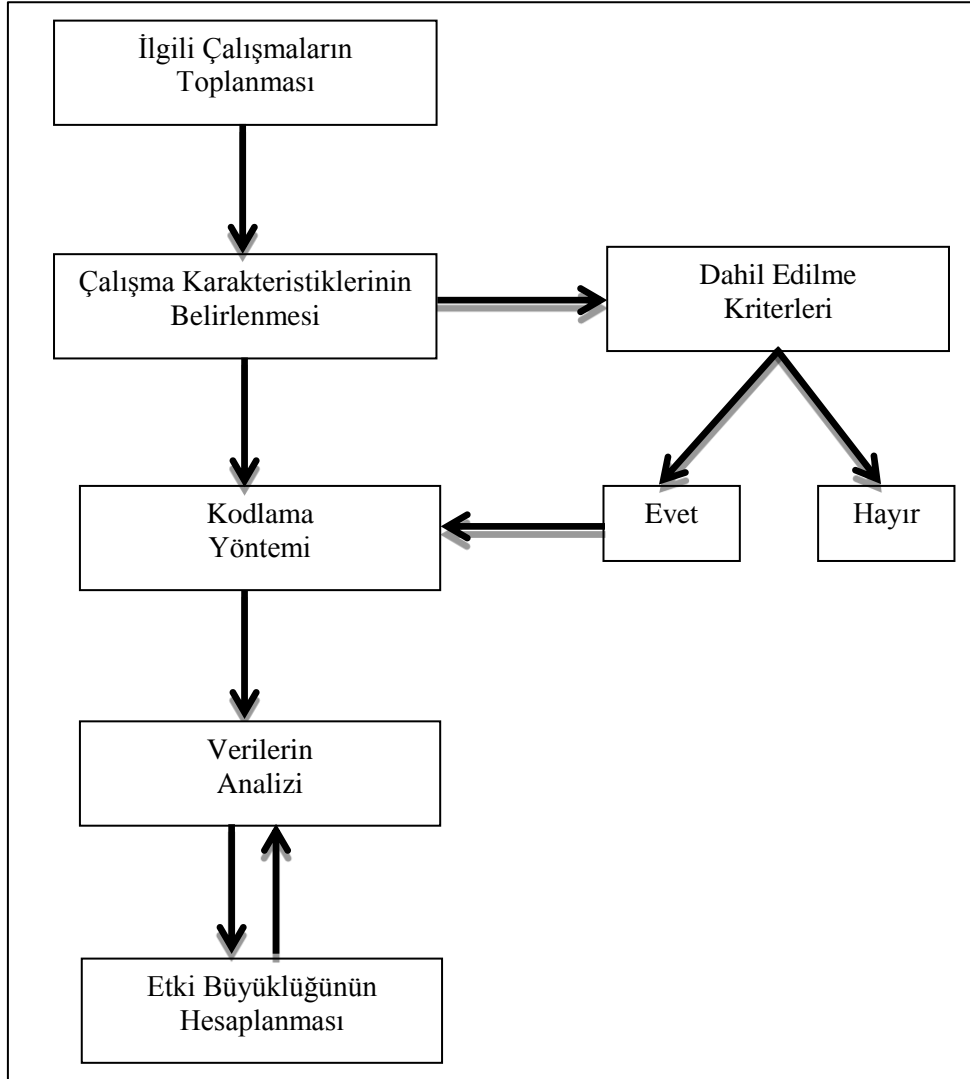 İlgili Çalışmaların
Toplanması
Çalışma Karakteristiklerinin
Belirlenmesi
Dahil Edilme
Kriterleri
Kodlama
Yöntemi
Evet
Hayır
Verilerin
Analizi
Etki Büyüklüğünün
Hesaplanması